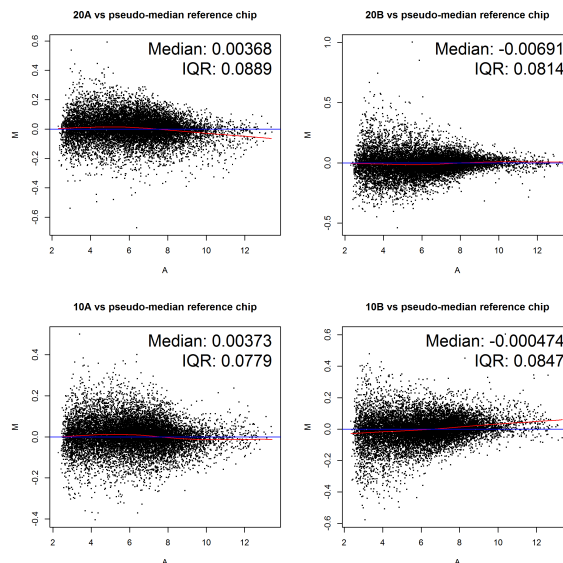 20A vs pseudo-median reference chip
Median: 0.00368
IQR: 0.0889
M
0.6
0.4
0.2
0.0
-0.2
-0.4
-0.6
2 4 6 8 10 12
A
20B vs pseudo-median reference chip
Median: -0.00691
IQR: 0.0814
M
1.0
0.5
0.0
-0.5
2 4 6 8 10 12
A
10A vs pseudo-median reference chip
Median: 0.00373
IQR: 0.0779
M
0.4
0.2
0.0
-0.2
-0.4
2 4 6 8 10 12
A
10B vs pseudo-median reference chip
Median: -0.000474
IQR: 0.0847
M
0.6
0.4
0.2
0.0
-0.2
-0.4
-0.6
2 4 6 8 10 12
A